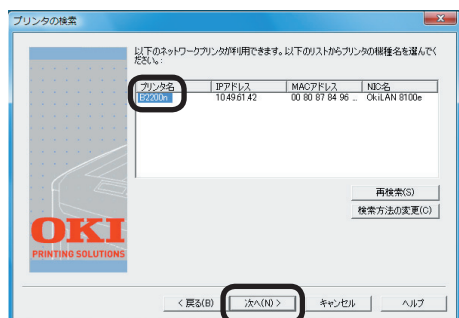 プリンタの検索
以下のネットワークプリンタが利用できます。以下のリストからプリンタの機種名を選んでく
ださい。:
プリンタ名 IPアドレス MACアドレス NIC名
B2200n 10.49.61.42 00 80 87 84 96 ... OkiLAN 8100e
再検索(S)
検索方法の変更(C)
OKI
PRINTING SOLUTIONS
< 戻る(B) 次へ(N) > キャンセル ヘルプ